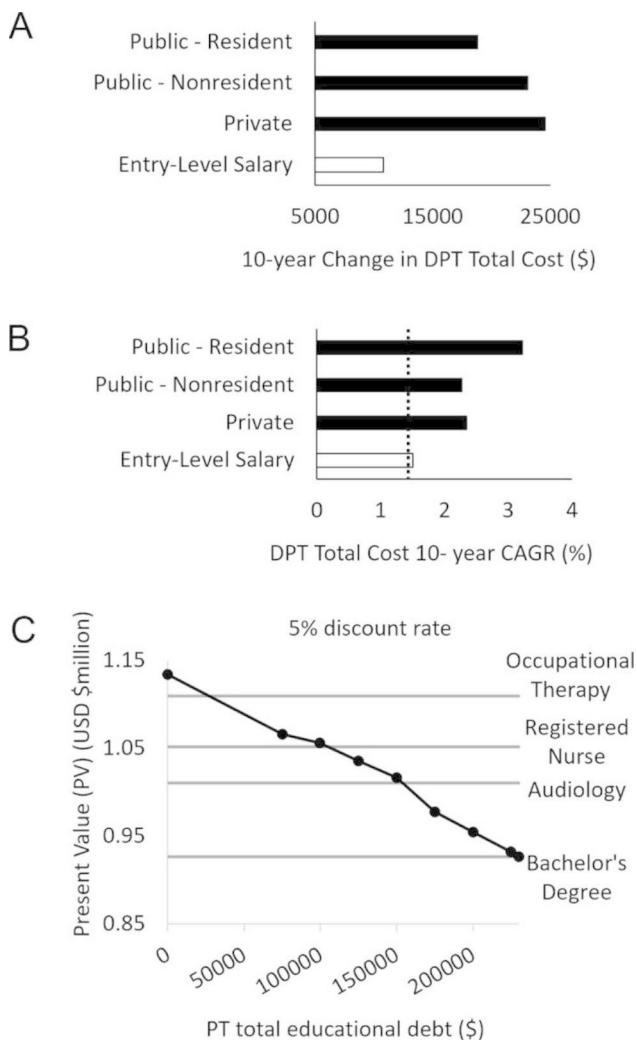 A
Public - Resident
Public - Nonresident
Private
Entry-Level Salary
5000 15000 25000
10-year Change in DPT Total Cost ($)
B
Public - Resident
Public - Nonresident
Private
Entry-Level Salary
0 1 2 3 4
DPT Total Cost 10- year CAGR (%)
C
5% discount rate
Present Value (PV) (USD $million)
1.15
1.05
0.95
0.85
Occupational
Therapy
Registered
Nurse
Audiology
Bachelor's
Degree
0 50000 100000 150000 200000
PT total educational debt ($)